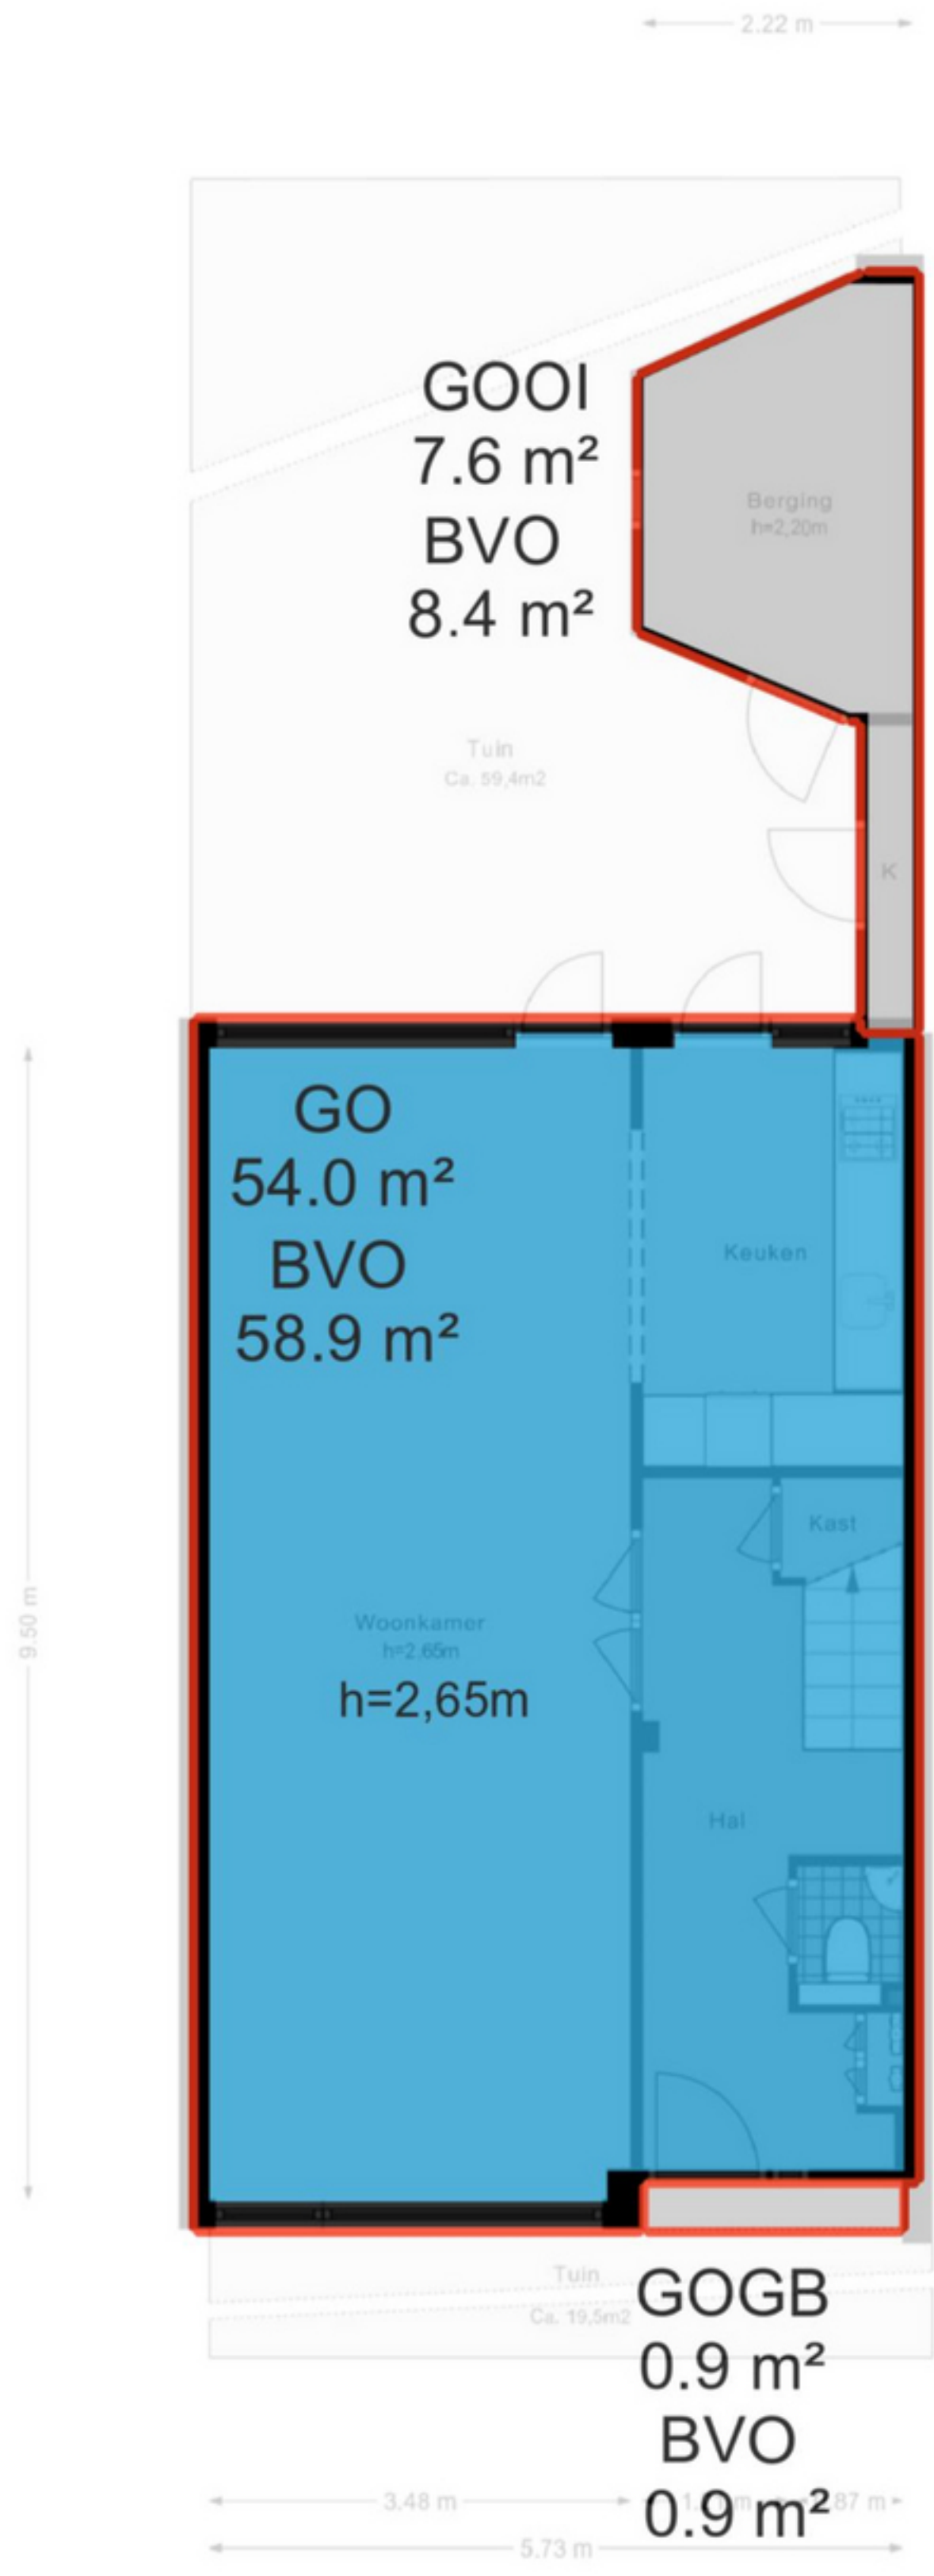 2.22 m
GOOI
7.6 m²
BVO
8.4 m²
Berging
h=2,20m
Tuin
Ca. 59,4m2
K
GO
54.0 m²
BVO
58.9 m²
Keuken
Kast
9.50 m
Woonkamer
h=2.65m
h=2,65m
Hal
Tuin
Ca. 19,5m2
GOGB
0.9 m²
BVO
0.9 m²
3.48 m
87 m
5.73 m